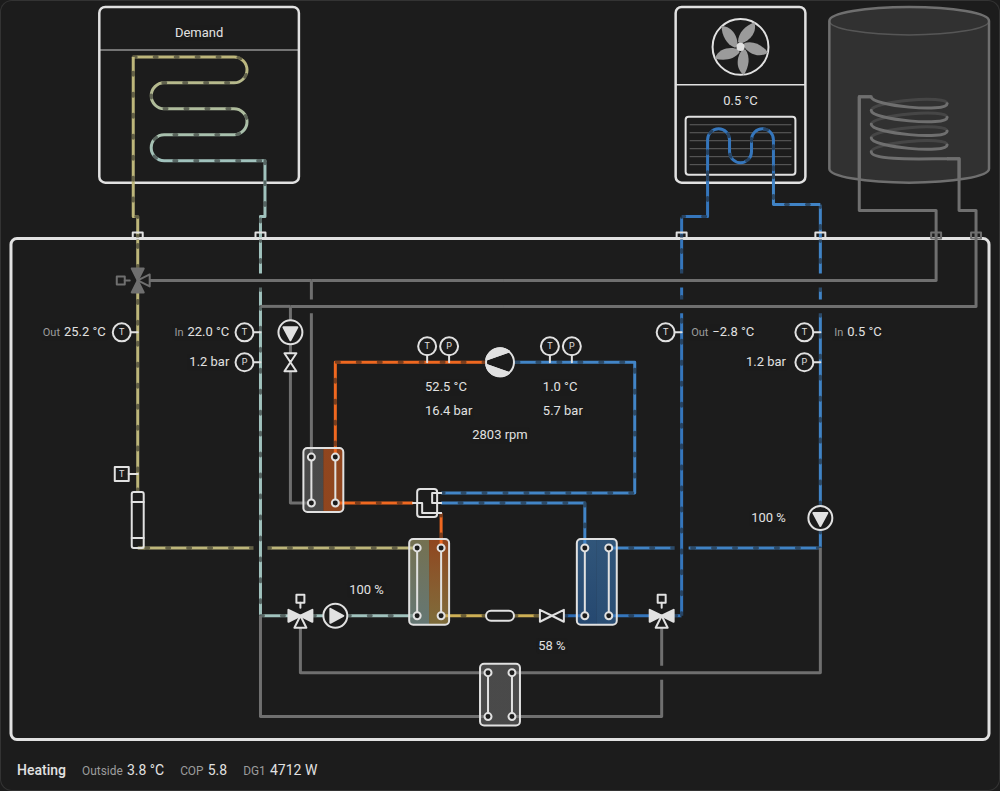 Demand
0.5 °C
Out 25.2 °C T
In 22.0 °C T
T Out −2.8 °C
T In 0.5 °C
1.2 bar P
1.2 bar P
T P
T P
52.5 °C
1.0 °C
16.4 bar
5.7 bar
2803 rpm
T
100 %
100 %
58 %
Heating Outside 3.8 °C COP 5.8 DG1 4712 W